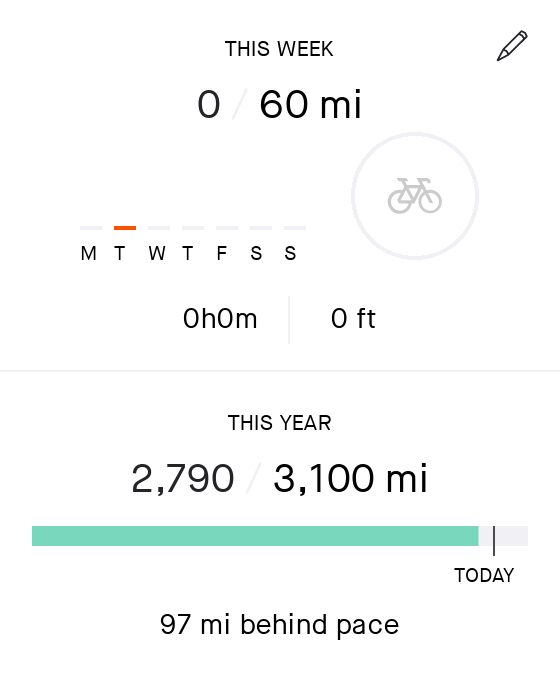 THIS WEEK
0 / 60 mi
M T W T F S S
0h0m 0 ft
THIS YEAR
2,790 / 3,100 mi
TODAY
97 mi behind pace